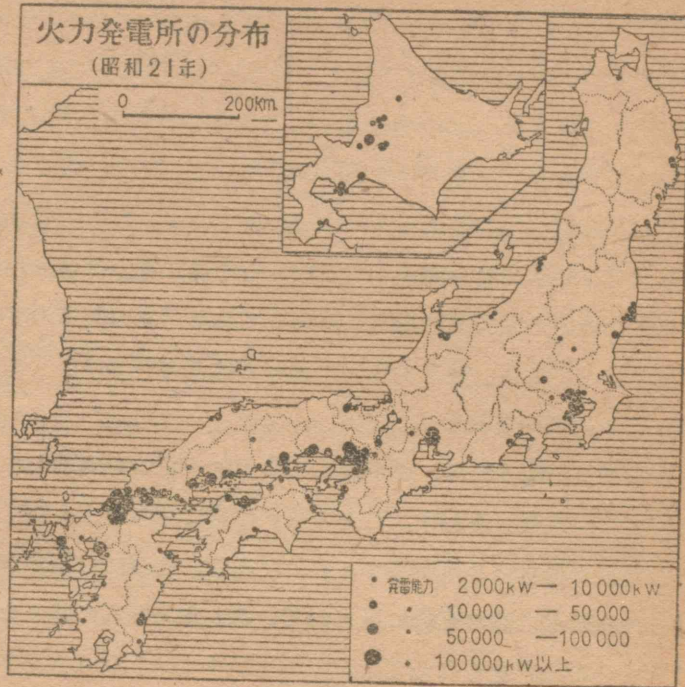 火力発電所の分布
(昭和21年)
0 200Km.
発電能力 2000kW — 10000kW
〃 10000 — 50000
〃 50000 — 100000
〃 100000kW以上